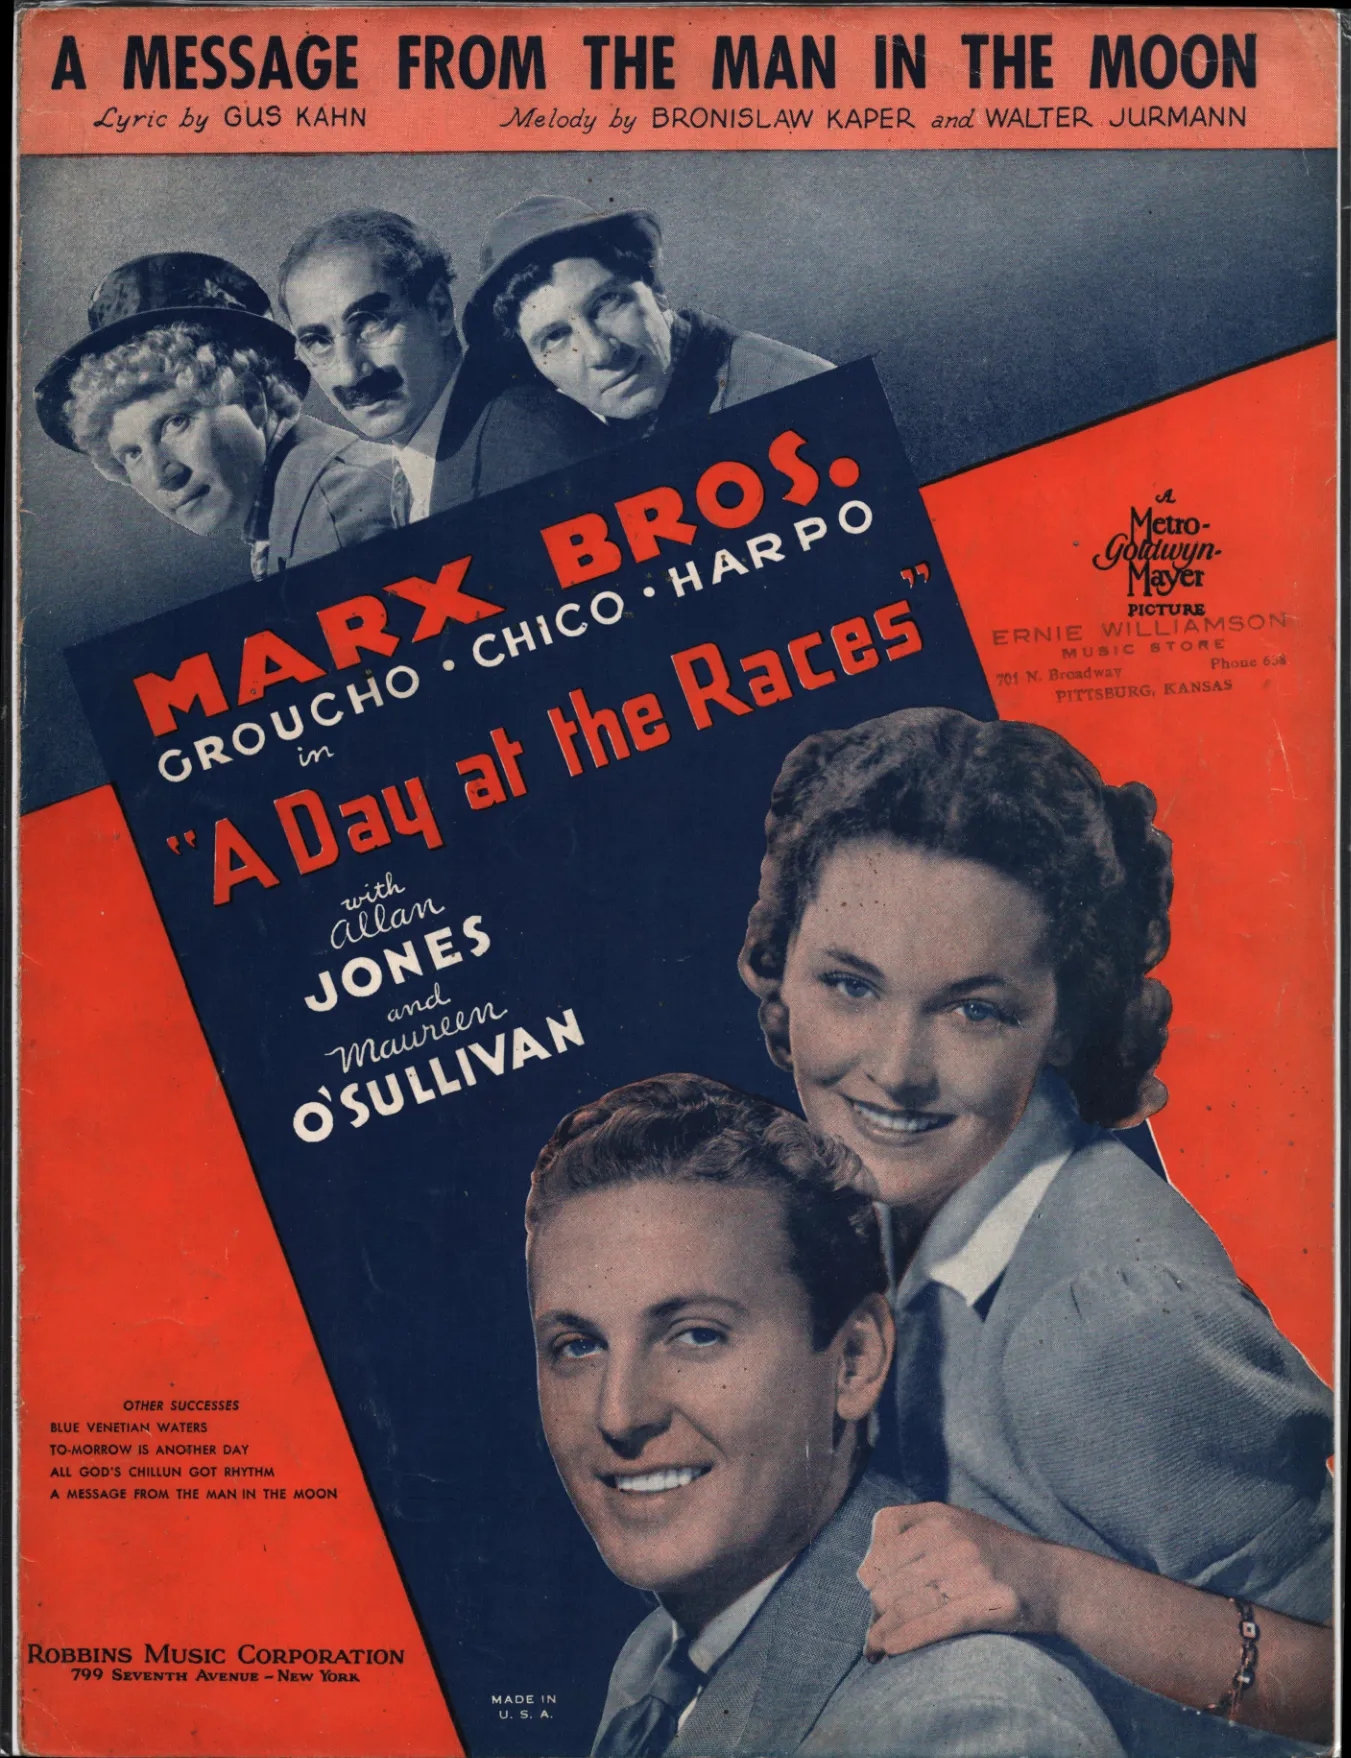 A MESSAGE FROM THE MAN IN THE MOON
Lyric by GUS KAHN
Melody by BRONISLAW KAPER and WALTER JURMANN
MARX BROS.
GROUCHO • CHICO • HARPO
in
"A Day at the Races"
with
Allan
JONES
and
Maureen
O'SULLIVAN
A
Metro-
Goldwyn-
Mayer
PICTURE
ERNIE WILLIAMSON
MUSIC STORE
701 N. Broadway Phone 638
PITTSBURG, KANSAS
OTHER SUCCESSES
BLUE VENETIAN WATERS
TO-MORROW IS ANOTHER DAY
ALL GOD'S CHILLUN GOT RHYTHM
A MESSAGE FROM THE MAN IN THE MOON
ROBBINS MUSIC CORPORATION
799 SEVENTH AVENUE - NEW YORK
MADE IN
U. S. A.